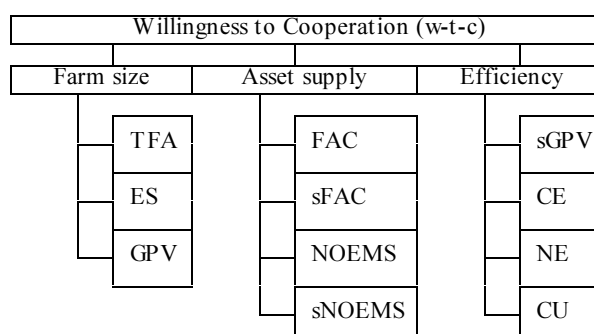 Willingness to Cooperation (w-t-c)
Farm size Asset supply Efficiency
TFA FAC sGPV
ES sFAC CE
GPV NOEMS NE
sNOEMS CU